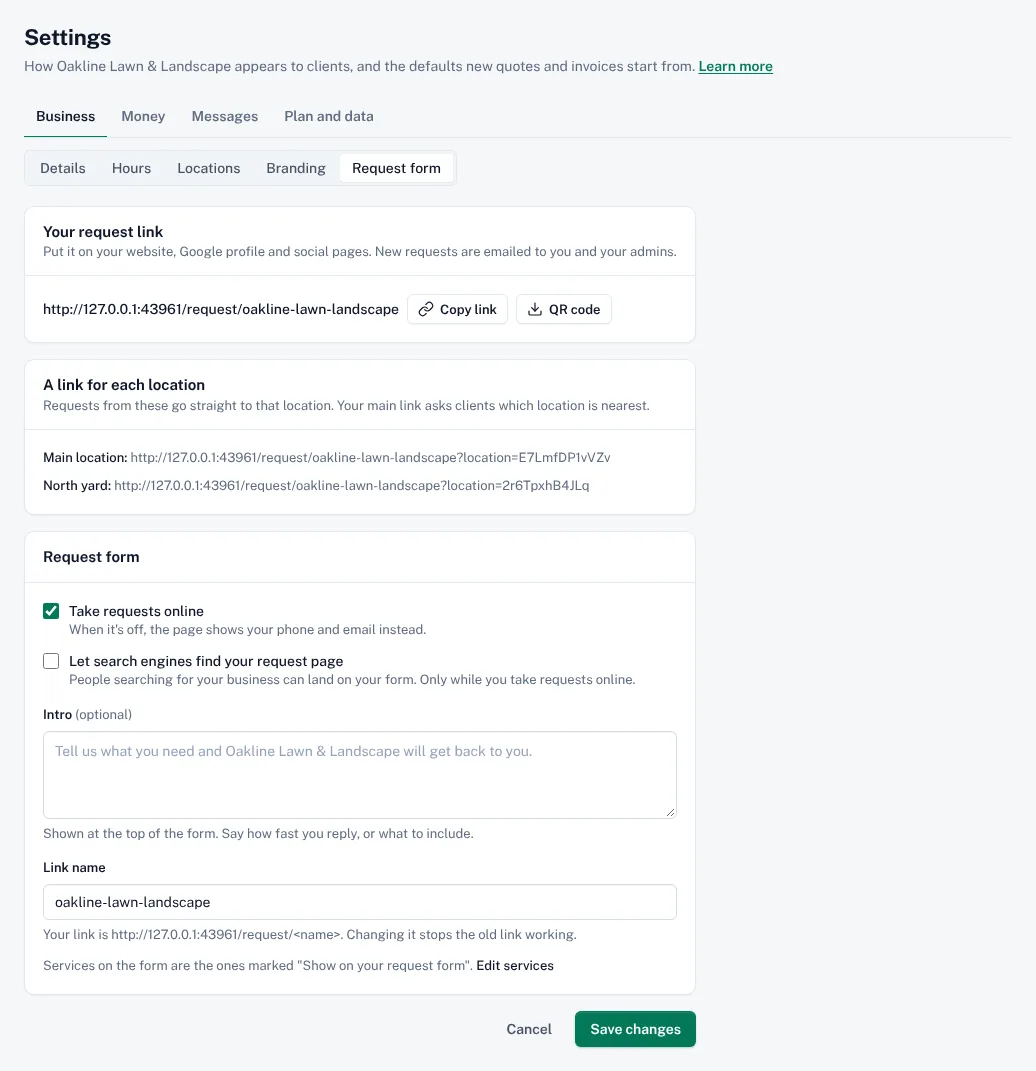 Settings
How Oakline Lawn & Landscape appears to clients, and the defaults new quotes and invoices start from. Learn more
Business Money Messages Plan and data
Details Hours Locations Branding Request form
Your request link
Put it on your website, Google profile and social pages. New requests are emailed to you and your admins.
http://127.0.0.1:43961/request/oakline-lawn-landscape Copy link QR code
A link for each location
Requests from these go straight to that location. Your main link asks clients which location is nearest.
Main location: http://127.0.0.1:43961/request/oakline-lawn-landscape?location=E7LmfDP1vVZv
North yard: http://127.0.0.1:43961/request/oakline-lawn-landscape?location=2r6TpxhB4JLq
Request form
Take requests online
When it's off, the page shows your phone and email instead.
Let search engines find your request page
People searching for your business can land on your form. Only while you take requests online.
Intro (optional)
Tell us what you need and Oakline Lawn & Landscape will get back to you.
Shown at the top of the form. Say how fast you reply, or what to include.
Link name
oakline-lawn-landscape
Your link is http://127.0.0.1:43961/request/<name>. Changing it stops the old link working.
Services on the form are the ones marked "Show on your request form". Edit services
Cancel Save changes